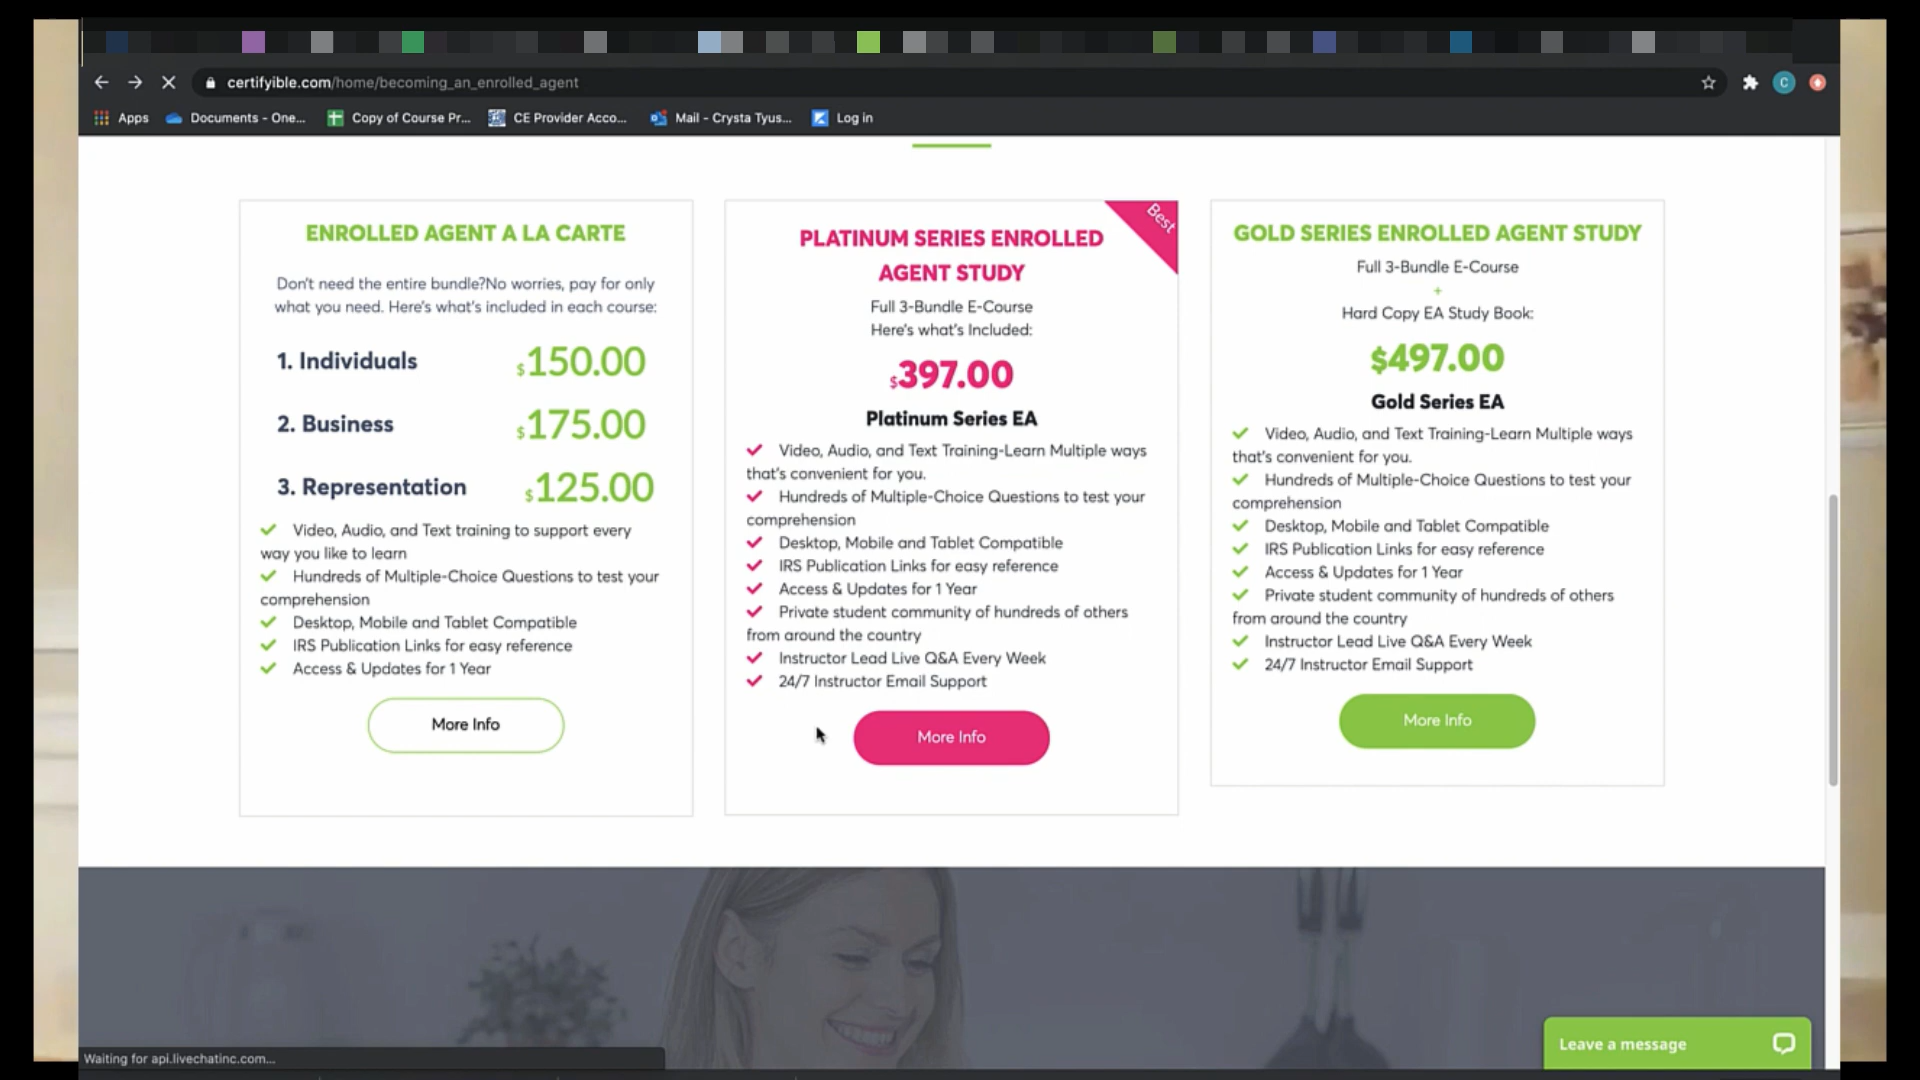 certifyible.com/home/becoming_an_enrolled_agent
C
Apps
Documents - One...
Copy of Course Pr...
CE Provider Acco...
Mail - Crysta Tyus...
Log in
ENROLLED AGENT A LA CARTE
Don't need the entire bundle?No worries, pay for only
what you need. Here's what's included in each course:
1. Individuals $150.00
2. Business $175.00
3. Representation $125.00
Video, Audio, and Text training to support every
way you like to learn
Hundreds of Multiple-Choice Questions to test your
comprehension
Desktop, Mobile and Tablet Compatible
IRS Publication Links for easy reference
Access & Updates for 1 Year
More Info
Best
PLATINUM SERIES ENROLLED
AGENT STUDY
Full 3-Bundle E-Course
Here's what's Included:
$397.00
Platinum Series EA
Video, Audio, and Text Training-Learn Multiple ways
that's convenient for you.
Hundreds of Multiple-Choice Questions to test your
comprehension
Desktop, Mobile and Tablet Compatible
IRS Publication Links for easy reference
Access & Updates for 1 Year
Private student community of hundreds of others
from around the country
Instructor Lead Live Q&A Every Week
24/7 Instructor Email Support
More Info
GOLD SERIES ENROLLED AGENT STUDY
Full 3-Bundle E-Course
+
Hard Copy EA Study Book:
$497.00
Gold Series EA
Video, Audio, and Text Training-Learn Multiple ways
that's convenient for you.
Hundreds of Multiple-Choice Questions to test your
comprehension
Desktop, Mobile and Tablet Compatible
IRS Publication Links for easy reference
Access & Updates for 1 Year
Private student community of hundreds of others
from around the country
Instructor Lead Live Q&A Every Week
24/7 Instructor Email Support
More Info
Leave a message
Waiting for api.livechatinc.com...